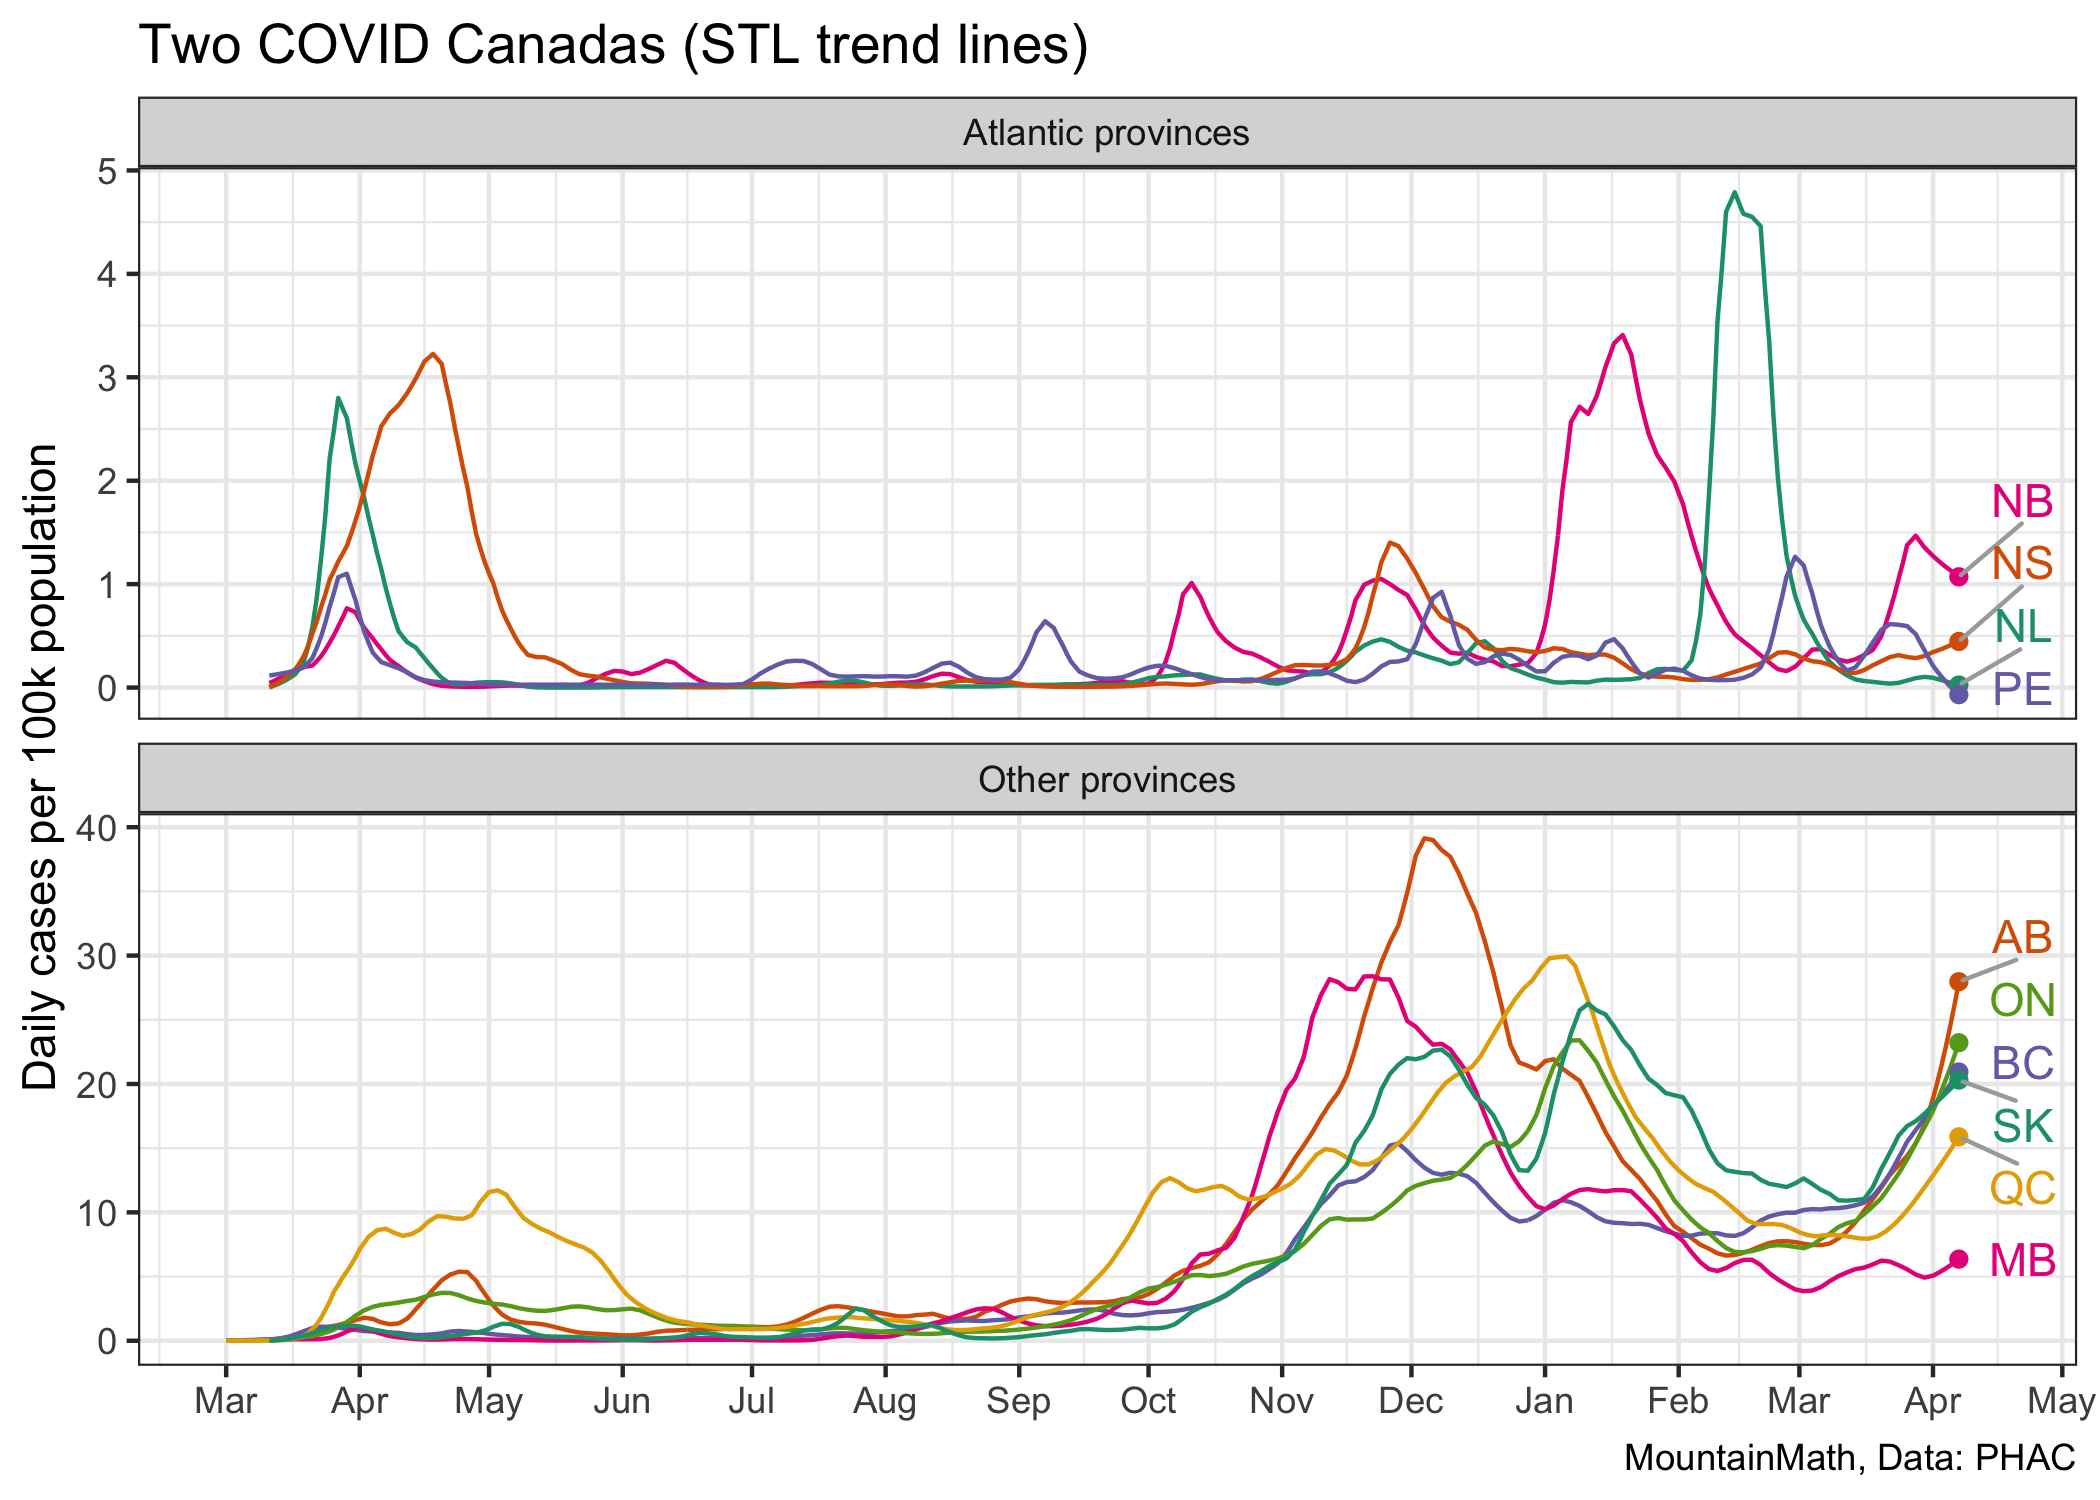 Two COVID Canadas (STL trend lines)
Atlantic provinces
5
4
3
2
1
0
NB
NS
NL
PE
Daily cases per 100k population
Other provinces
40
30
20
10
0
AB
ON
BC
SK
QC
MB
Mar Apr May Jun Jul Aug Sep Oct Nov Dec Jan Feb Mar Apr May
MountainMath, Data: PHAC